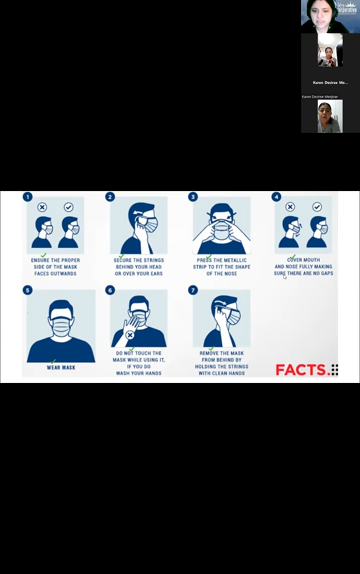 Karen Desiree Me...
Karen Desiree Menjivar
1
2
3
4
ENSURE THE PROPER
SIDE OF THE MASK
FACES OUTWARDS
SECURE THE STRINGS
BEHIND YOUR HEAD
OR OVER YOUR EARS
PRESS THE METALLIC
STRIP TO FIT THE SHAPE
OF THE NOSE
COVER MOUTH
AND NOSE FULLY MAKING
SURE THERE ARE NO GAPS
5
6
7
WEAR MASK
DO NOT TOUCH THE
MASK WHILE USING IT,
IF YOU DO
WASH YOUR HANDS
REMOVE THE MASK
FROM BEHIND BY
HOLDING THE STRINGS
WITH CLEAN HANDS
FACTS.